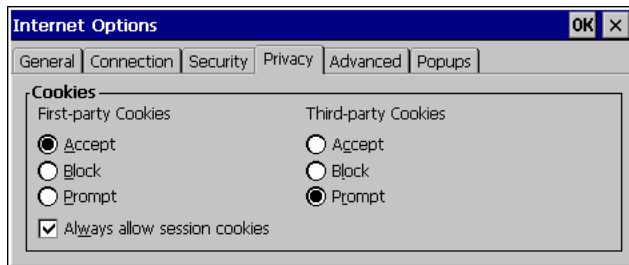 Internet Options OK ×
General Connection Security Privacy Advanced Popups
Cookies
First-party Cookies Third-party Cookies
Accept Accept
Block Block
Prompt Prompt
Always allow session cookies